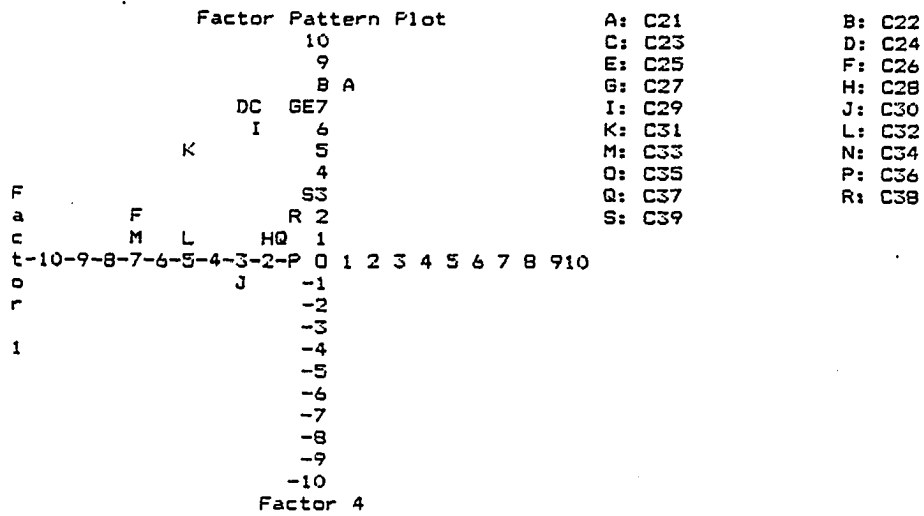 Factor Pattern Plot A: C21 B: C22
10 C: C23 D: C24
9 E: C25 F: C26
B A G: C27 H: C28
DC GE7 I: C29 J: C30
I 6 K: C31 L: C32
K 5 M: C33 N: C34
4 O: C35 P: C36
F S3 Q: C37 R: C38
a F R 2 S: C39
c M L HQ 1
t-10-9-8-7-6-5-4-3-2-P 0 1 2 3 4 5 6 7 8 910
o J -1
r -2
-3
1 -4
-5
-6
-7
-8
-9
-10
Factor 4